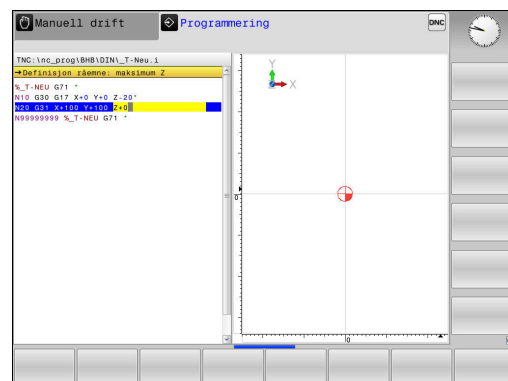 Manuell drift
Programmering
DNC
TNC:\nc_prog\BHB\DIN\_T-Neu.i
→Definisjon råemne: maksimum Z
%_T-NEU G71 *
N10 G30 G17 X+0 Y+0 Z-20*
N20 G31 X+100 Y+100 Z+0
N99999999 %_T-NEU G71 *
Y
Z X
0
0